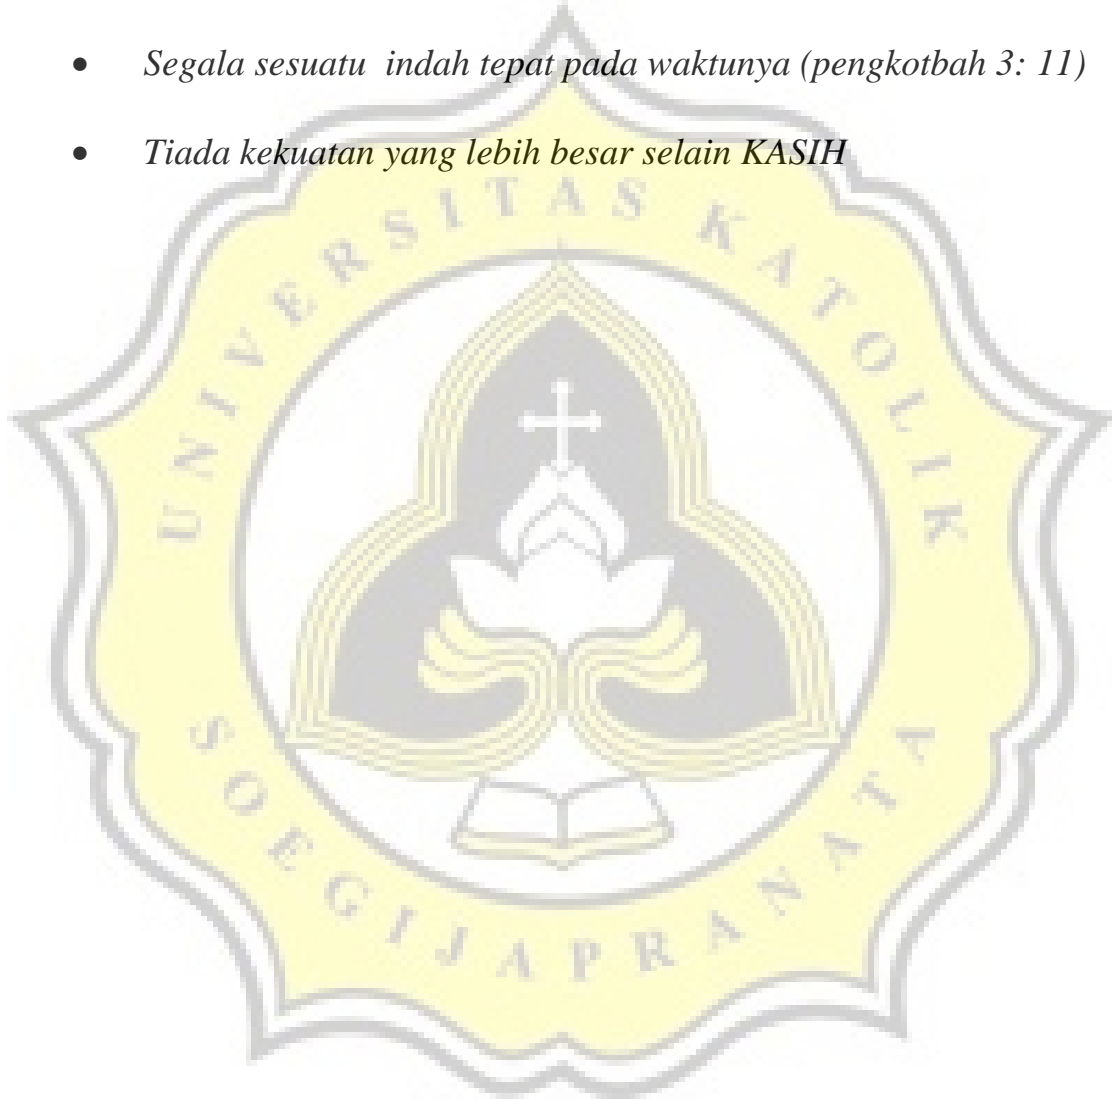 • Segala sesuatu indah tepat pada waktunya (pengkotbah 3: 11)
• Tiada kekuatan yang lebih besar selain KASIH
UNIVERSITAS KATOLIK
SOEGIJAPRANATA